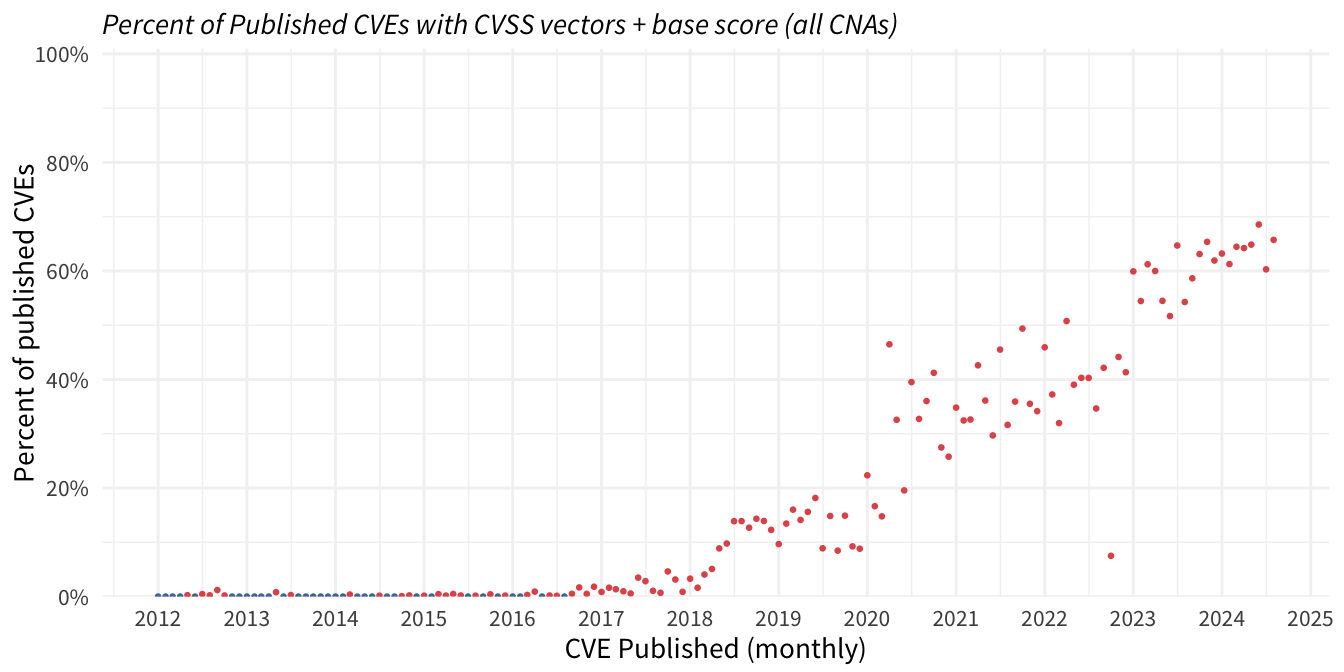 Percent of Published CVEs with CVSS vectors + base score (all CNAs)
100%
80%
60%
40%
20%
0%
Percent of published CVEs
2012 2013 2014 2015 2016 2017 2018 2019 2020 2021 2022 2023 2024 2025
CVE Published (monthly)